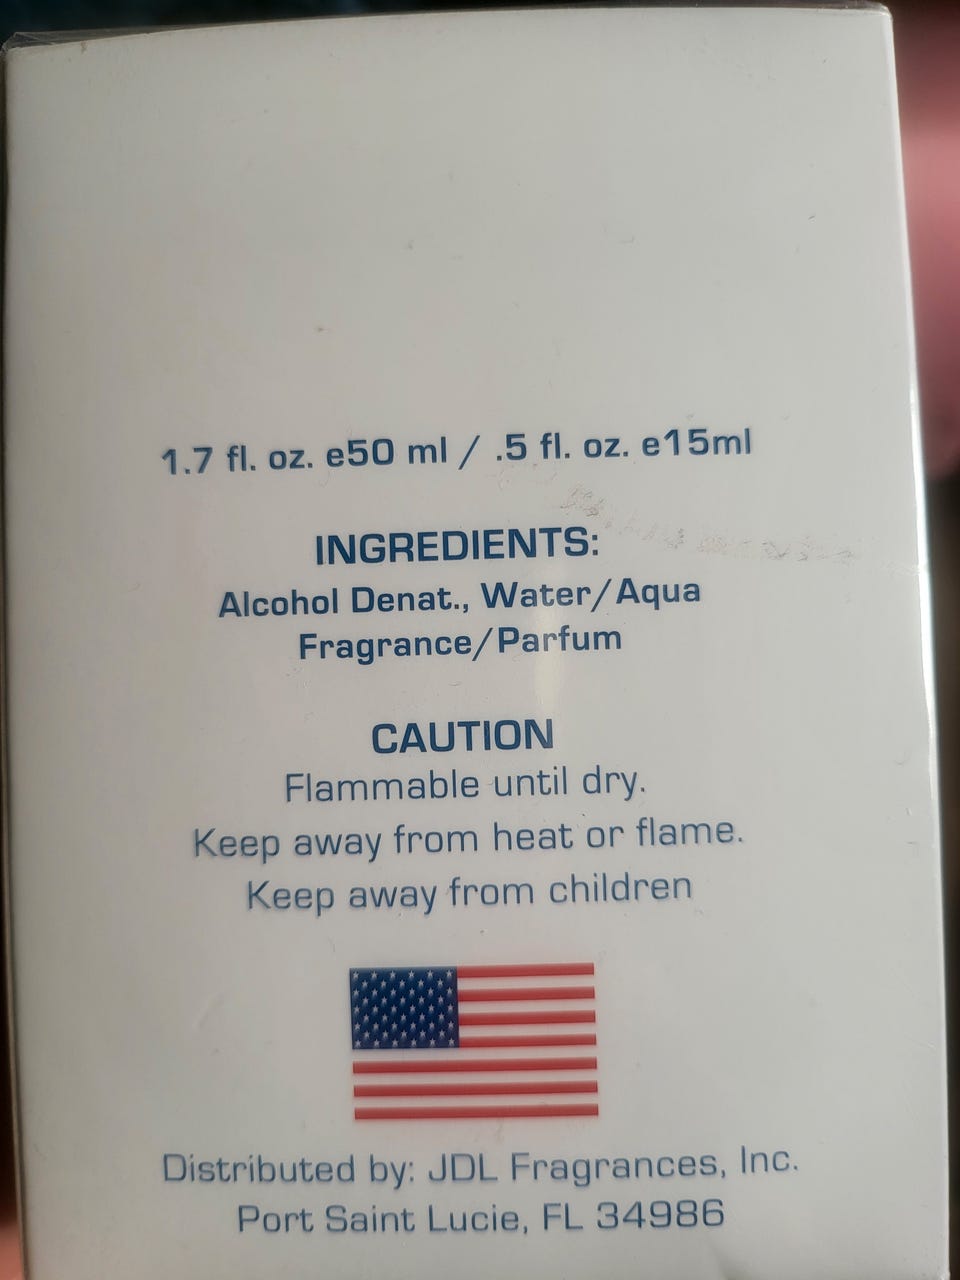 1.7 fl. oz. e50 ml / .5 fl. oz. e15ml
INGREDIENTS:
Alcohol Denat., Water/Aqua
Fragrance/Parfum
CAUTION
Flammable until dry.
Keep away from heat or flame.
Keep away from children
Distributed by: JDL Fragrances, Inc.
Port Saint Lucie, FL 34986